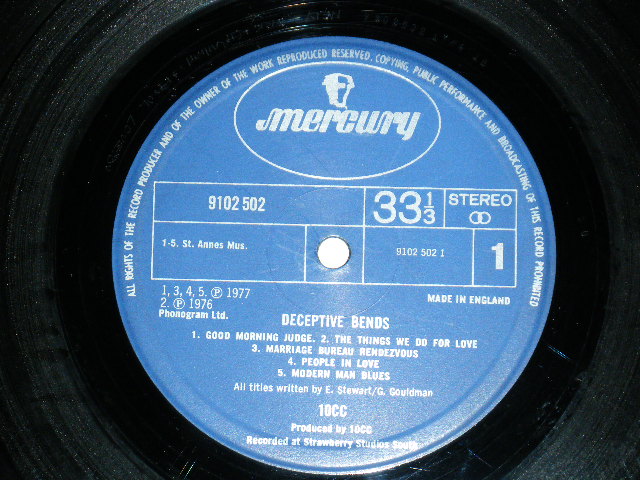 ALL RIGHTS OF THE RECORD PRODUCER AND OF THE OWNER OF THE WORK REPRODUCED RESERVED. COPYING, PUBLIC PERFORMANCE AND BROADCASTING OF THIS RECORD PROHIBITED
mercury
9102 502
33 1/3
STEREO
1-5. St. Annes Mus.
9102 502 1
1
1, 3, 4, 5. Ⓟ 1977
2. Ⓟ 1976
Phonogram Ltd.
MADE IN ENGLAND
DECEPTIVE BENDS
1. GOOD MORNING JUDGE. 2. THE THINGS WE DO FOR LOVE
3. MARRIAGE BUREAU RENDEZVOUS
4. PEOPLE IN LOVE
5. MODERN MAN BLUES
All titles written by E. Stewart/G. Gouldman
10CC
Produced by 10CC
Recorded at Strawberry Studios South